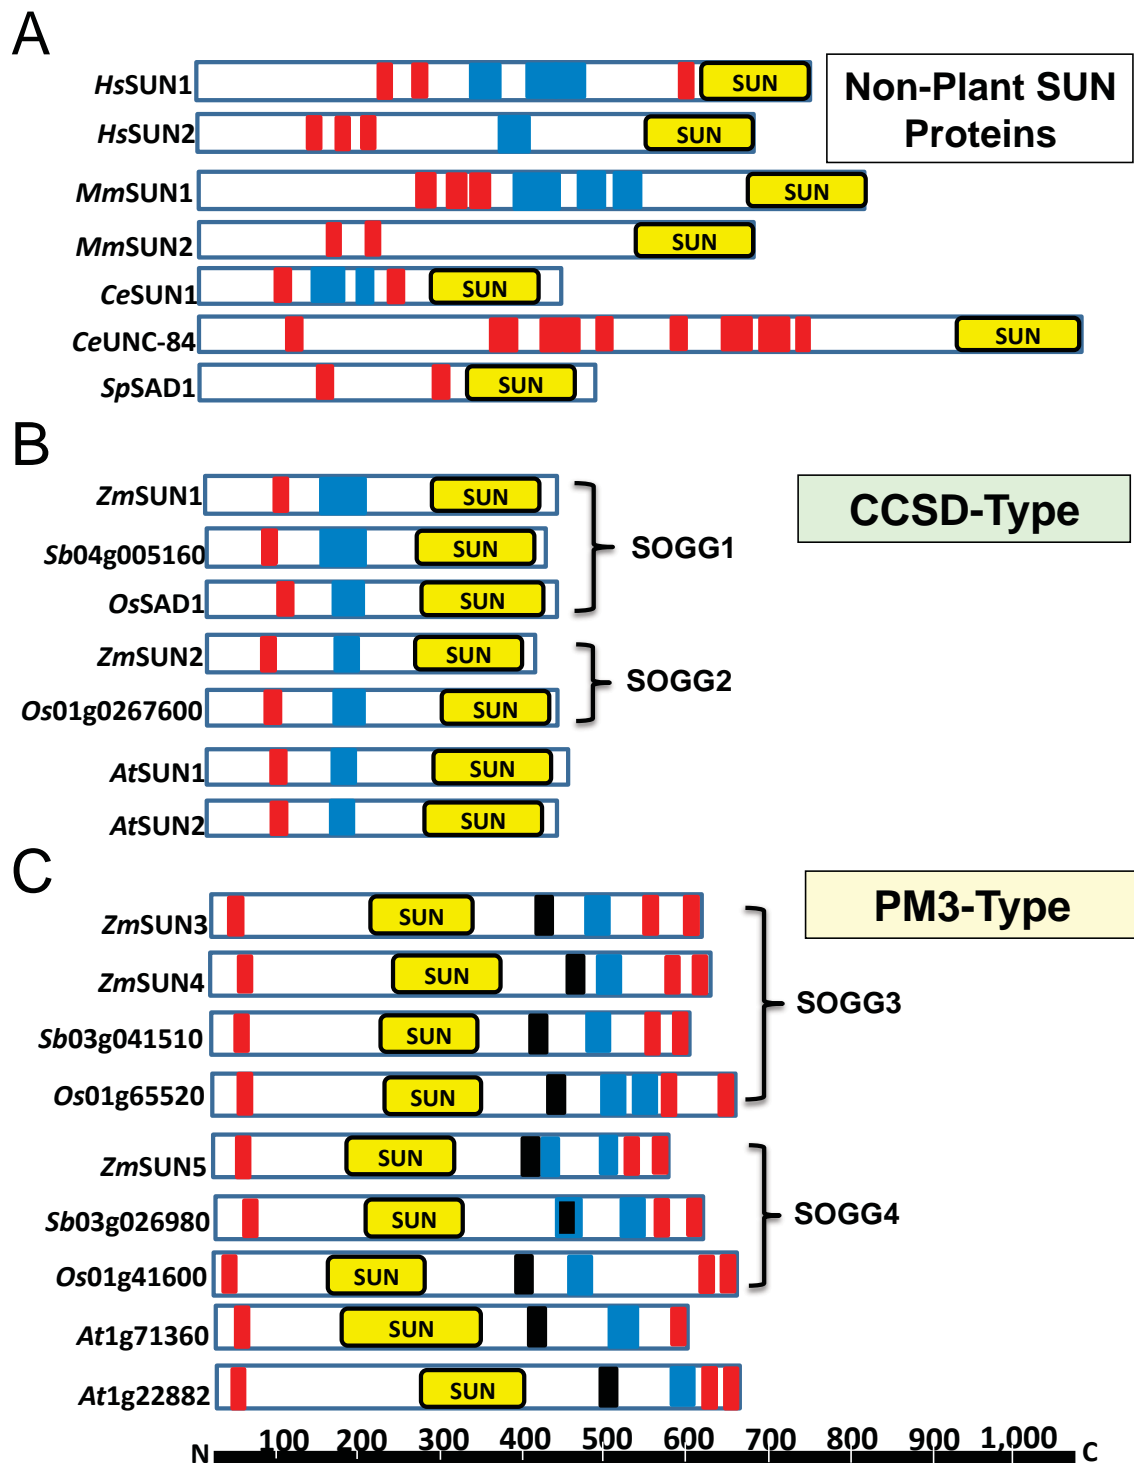 A
HsSUN1 SUN
Non-Plant SUN
Proteins
HsSUN2 SUN
MmSUN1 SUN
MmSUN2 SUN
CeSUN1 SUN
CeUNC-84 SUN
SpSAD1 SUN
B
CCSD-Type
ZmSUN1 SUN
Sb04g005160 SUN
SOGG1
OsSAD1 SUN
ZmSUN2 SUN
SOGG2
Os01g0267600 SUN
AtSUN1 SUN
AtSUN2 SUN
C
PM3-Type
ZmSUN3 SUN
ZmSUN4 SUN
SOGG3
Sb03g041510 SUN
Os01g65520 SUN
ZmSUN5 SUN
Sb03g026980 SUN
SOGG4
Os01g41600 SUN
At1g71360 SUN
At1g22882 SUN
N 100 200 300 400 500 600 700 800 900 1,000 C